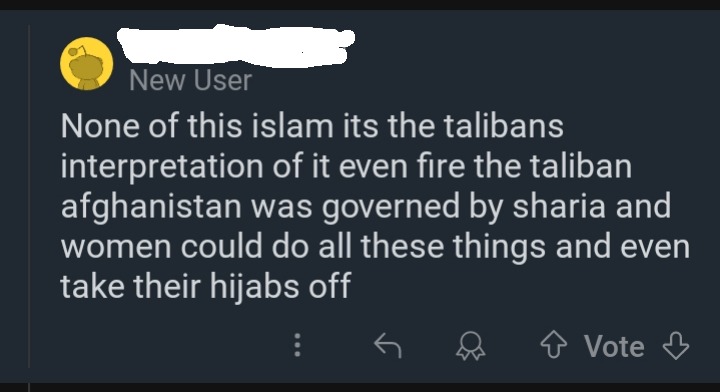 New User
None of this islam its the talibans
interpretation of it even fire the taliban
afghanistan was governed by sharia and
women could do all these things and even
take their hijabs off
Vote